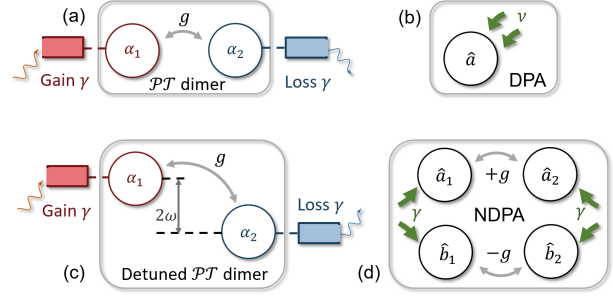 (a)
g
α₁
α₂
Gain γ
Loss γ
𝒫𝒯 dimer
(b)
ν
â
DPA
g
α₁
2ω
Gain γ
α₂
Loss γ
(c)
Detuned 𝒫𝒯 dimer
â₁
+g
â₂
γ
NDPA
γ
b̂₁
−g
b̂₂
(d)